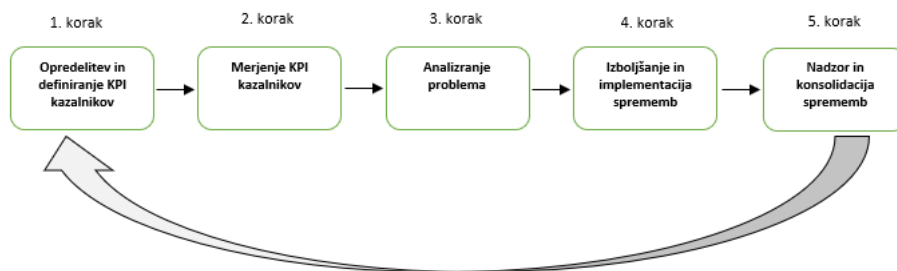 1. korak
2. korak
3. korak
4. korak
5. korak
Opredelitev in
definiranje KPI
kazalnikov
Merjenje KPI
kazalnikov
Analiziranje
problema
Izboljšanje in
implementacija
sprememb
Nadzor in
konsolidacija
sprememb